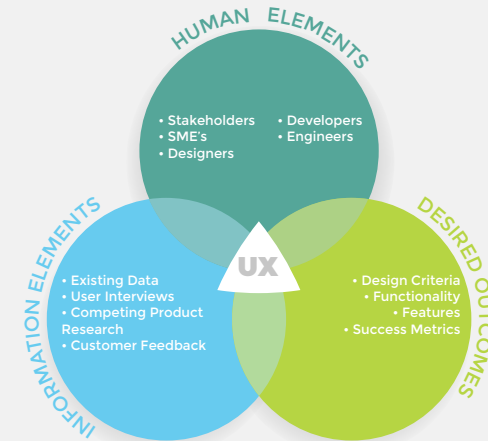 HUMAN ELEMENTS
• Stakeholders
• SME's
• Designers
• Developers
• Engineers
UX
INFORMATION ELEMENTS
• Existing Data
• User Interviews
• Competing Product
Research
• Customer Feedback
DESIRED OUTCOMES
• Design Criteria
• Functionality
• Features
• Success Metrics